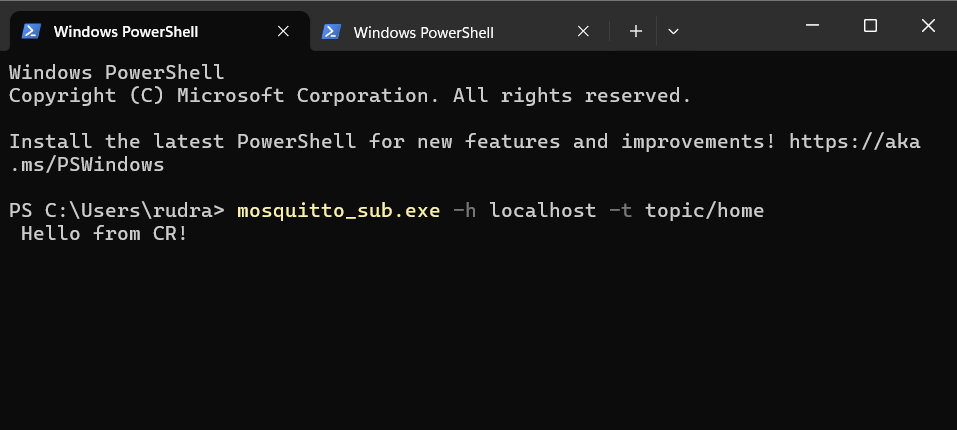 Windows PowerShell
Windows PowerShell
Windows PowerShell
Copyright (C) Microsoft Corporation. All rights reserved.
Install the latest PowerShell for new features and improvements! https://aka
.ms/PSWindows
PS C:\Users\rudra> mosquitto_sub.exe -h localhost -t topic/home
 Hello from CR!